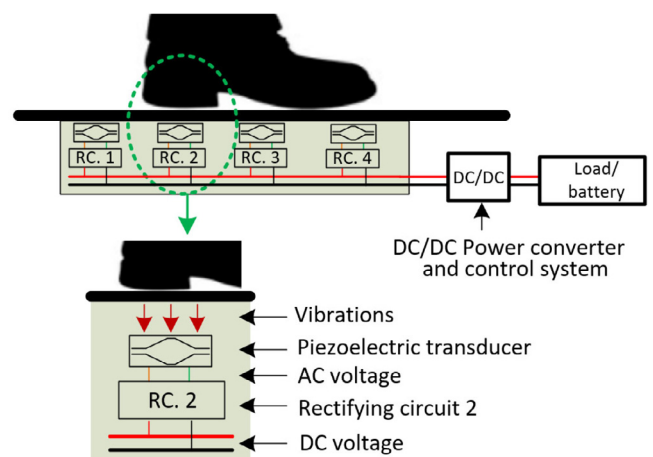 RC. 1
RC. 2
RC. 3
RC. 4
DC/DC
Load/
battery
DC/DC Power converter
and control system
Vibrations
Piezoelectric transducer
AC voltage
RC. 2
Rectifying circuit 2
DC voltage